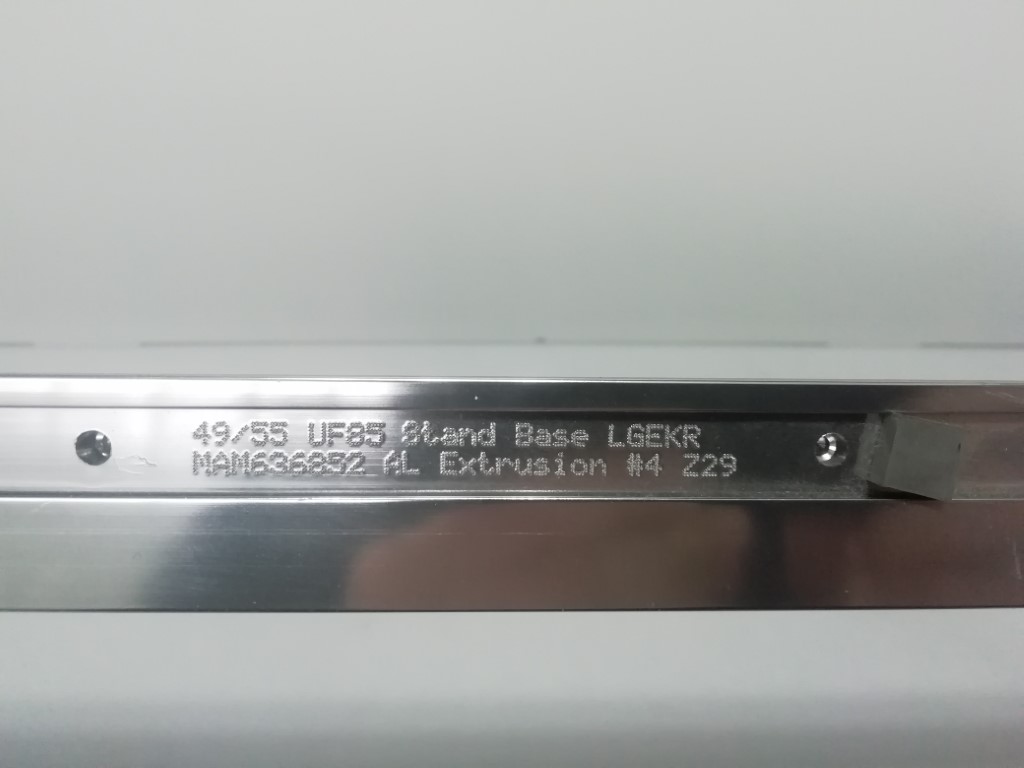 49/55 UF85 Stand Base LGEKR
MAM636852 AL Extrusion #4 Z29